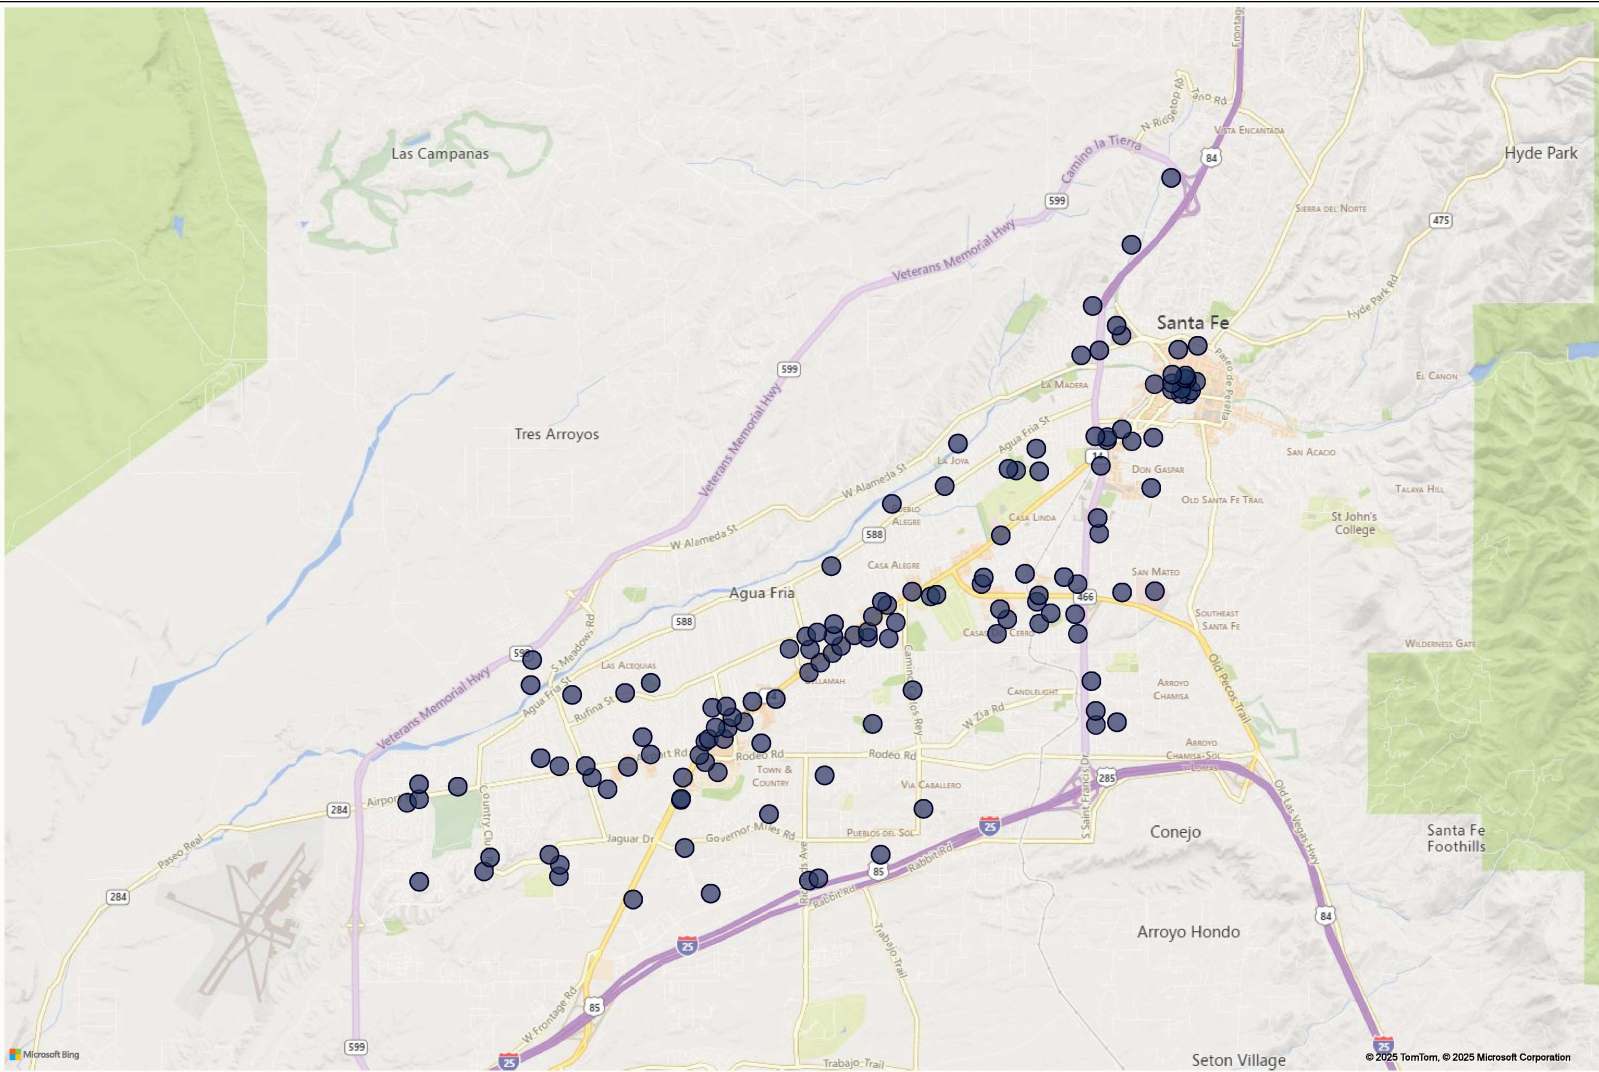 Frontag
Tano Rd
N Ridgetop Rd
VISTA ENCANTADA
Camino la Tierra
84
Las Campanas
Hyde Park
599
SIERRA DEL NORTE
475
Veterans Memorial Hwy
Hyde Park Rd
Santa Fe
Paseo de Peralta
599
LA MADERA
EL CANON
Veterans Memorial Hwy
Tres Arroyos
Agua Fria St
LA JOYA
14
SAN ACACIO
DON GASPAR
W Alameda St
TALAYA HILL
OLD SANTA FE TRAIL
ALEGRE
CASA LINDA
St John's
College
W Alameda St
588
CASA ALEGRE
SAN MATEO
Agua Fria
466
588
SOUTHEAST
SANTA FE
S Meadows Rd
WILDERNESS GATE
LAS ACEQUIAS
Old Pecos Trail
Veterans Memorial Hwy
Agua Fria St
Rufina St
CANDLELIGHT
ARROYO
CHAMISA
W Zia Rd
Rodeo Rd
Rodeo Rd
ARROYO
CHAMISA-SOL
Y LOMAS
TOWN &
COUNTRY
VIA CABALLERO
285
S Saint Francis Dr
Old Las Vegas Hwy
284
Paseo Real
Jaguar Dr
Governor Miles Rd
PUEBLOS DEL SOL
25
Conejo
Santa Fe
Foothills
Rabbit Rd
85
Rabbit Rd
284
84
Arroyo Hondo
25
Trabajo Trail
W Frontage Rd
85
599
25
25
Trabajo-Trail
Seton Village
Microsoft Bing
© 2025 TomTom, © 2025 Microsoft Corporation